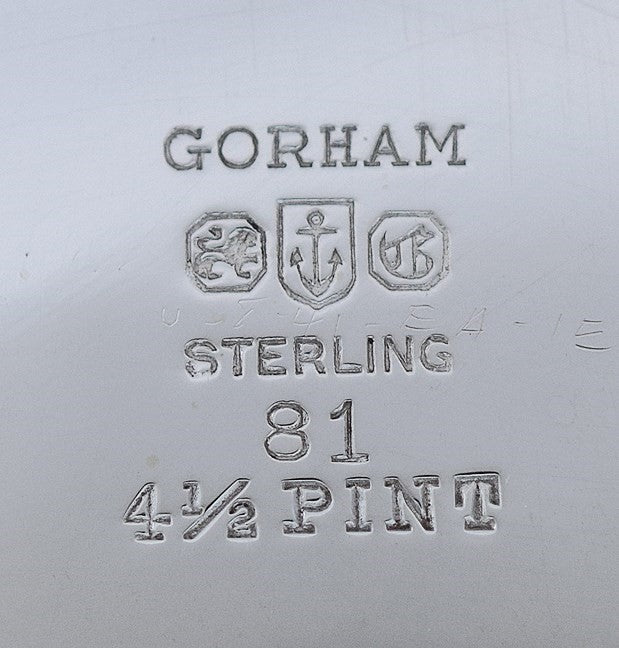 GORHAM
G
STERLING
81
4½ PINT